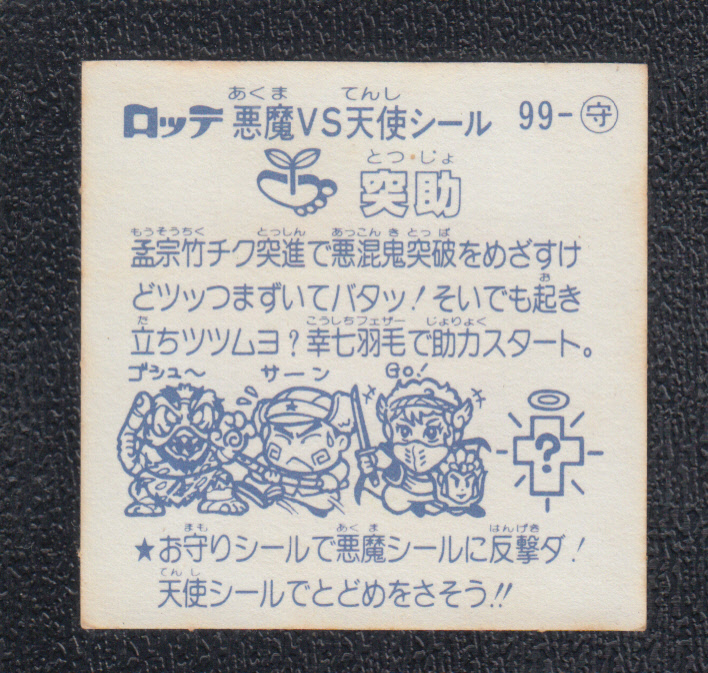 あくま てんし
ロッテ 悪魔VS天使シール 99-守
とつ・じょ
突助
もうそうちく とっしん あっこん き とっぱ
孟宗竹チク突進で悪混鬼突破をめざすけ
お
どツッつまずいてバタッ!そいでも起き
た こうしちフェザー じょりょく
立ちツツムヨ?幸七羽毛で助力スタート。
ゴシュ〜 サーン Go!
?
まも あくま はんげき
★お守りシールで悪魔シールに反撃ダ!
てんし
天使シールでとどめをさそう!!